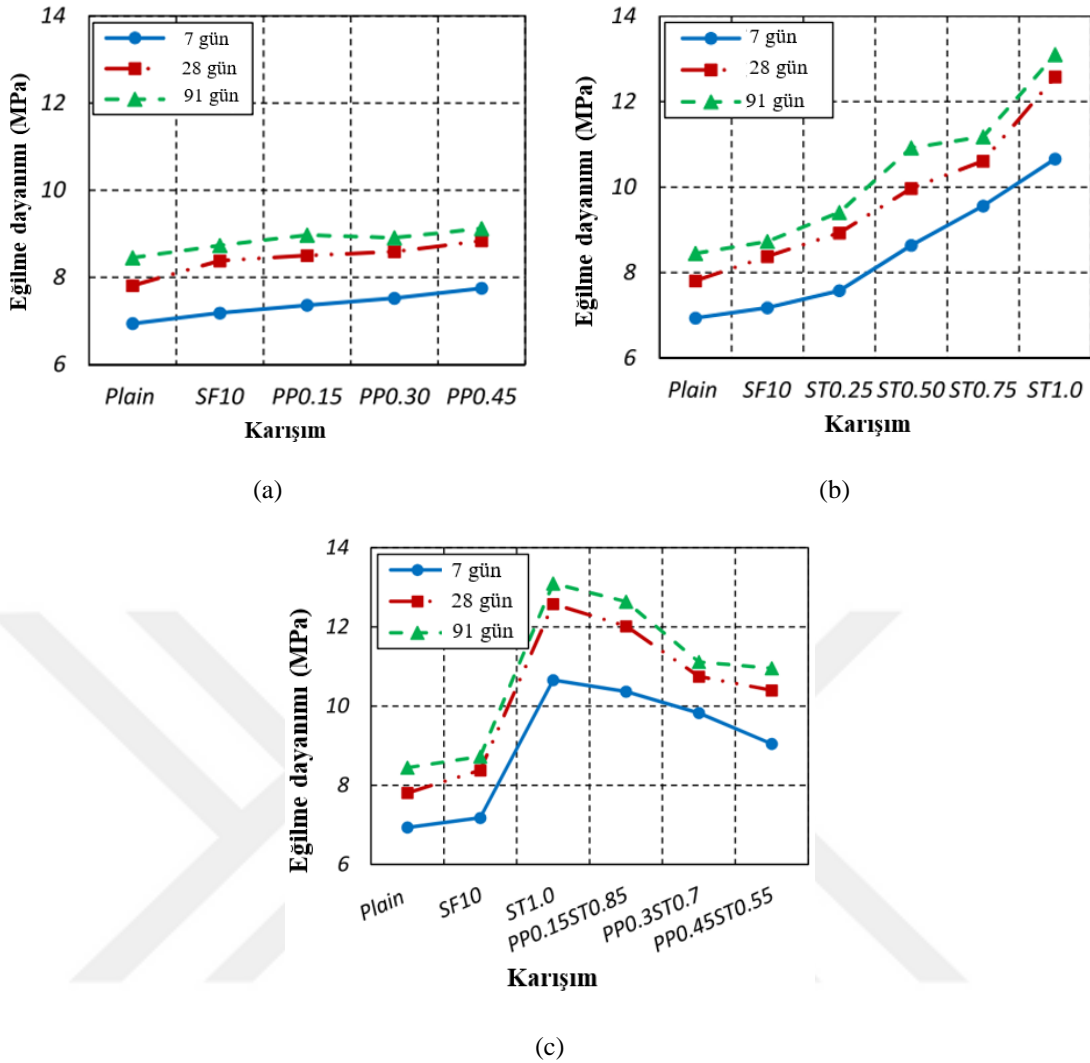 14
12
10
8
6
Eğilme dayanımı (MPa)
7 gün
28 gün
91 gün
Plain SF10 PP0.15 PP0.30 PP0.45
Karışım
(a)
14
12
10
8
6
Eğilme dayanımı (MPa)
7 gün
28 gün
91 gün
Plain SF10 ST0.25 ST0.50 ST0.75 ST1.0
Karışım
(b)
14
12
10
8
6
Eğilme dayanımı (MPa)
7 gün
28 gün
91 gün
Plain
SF10
ST1.0
PP0.15ST0.85
PP0.3ST0.7
PP0.45ST0.55
Karışım
(c)